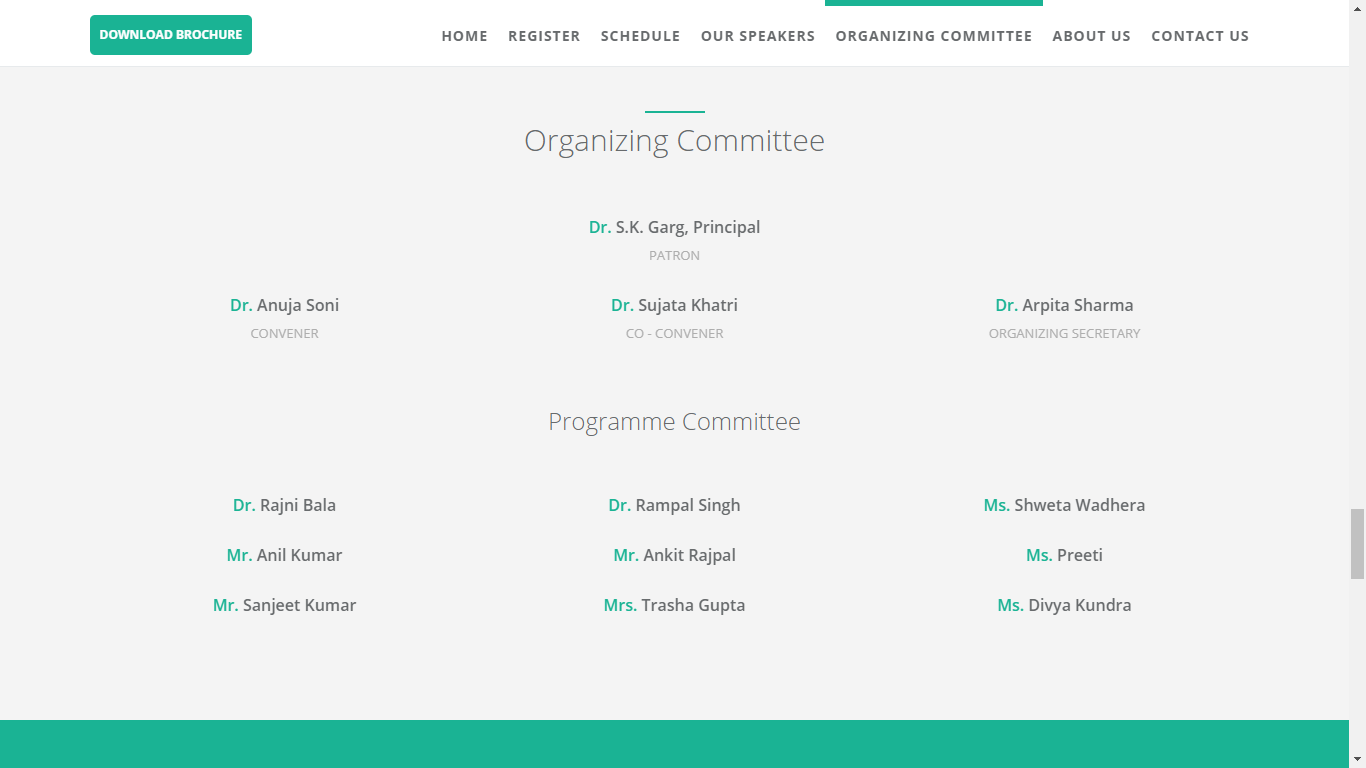 DOWNLOAD BROCHURE
HOME REGISTER SCHEDULE OUR SPEAKERS ORGANIZING COMMITTEE ABOUT US CONTACT US
Organizing Committee
Dr. S.K. Garg, Principal
PATRON
Dr. Anuja Soni Dr. Sujata Khatri Dr. Arpita Sharma
CONVENER CO - CONVENER ORGANIZING SECRETARY
Programme Committee
Dr. Rajni Bala Dr. Rampal Singh Ms. Shweta Wadhera
Mr. Anil Kumar Mr. Ankit Rajpal Ms. Preeti
Mr. Sanjeet Kumar Mrs. Trasha Gupta Ms. Divya Kundra